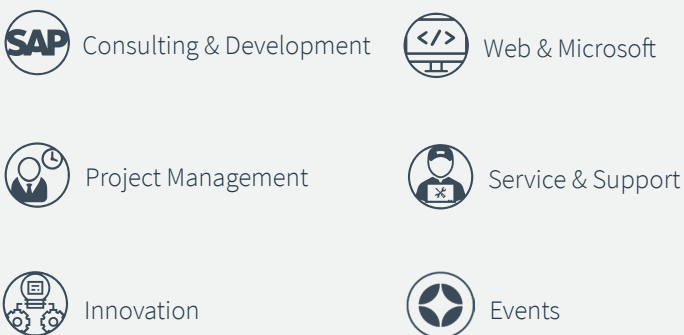 SAP Consulting & Development
</> Web & Microsoft
Project Management
Service & Support
Innovation
Events